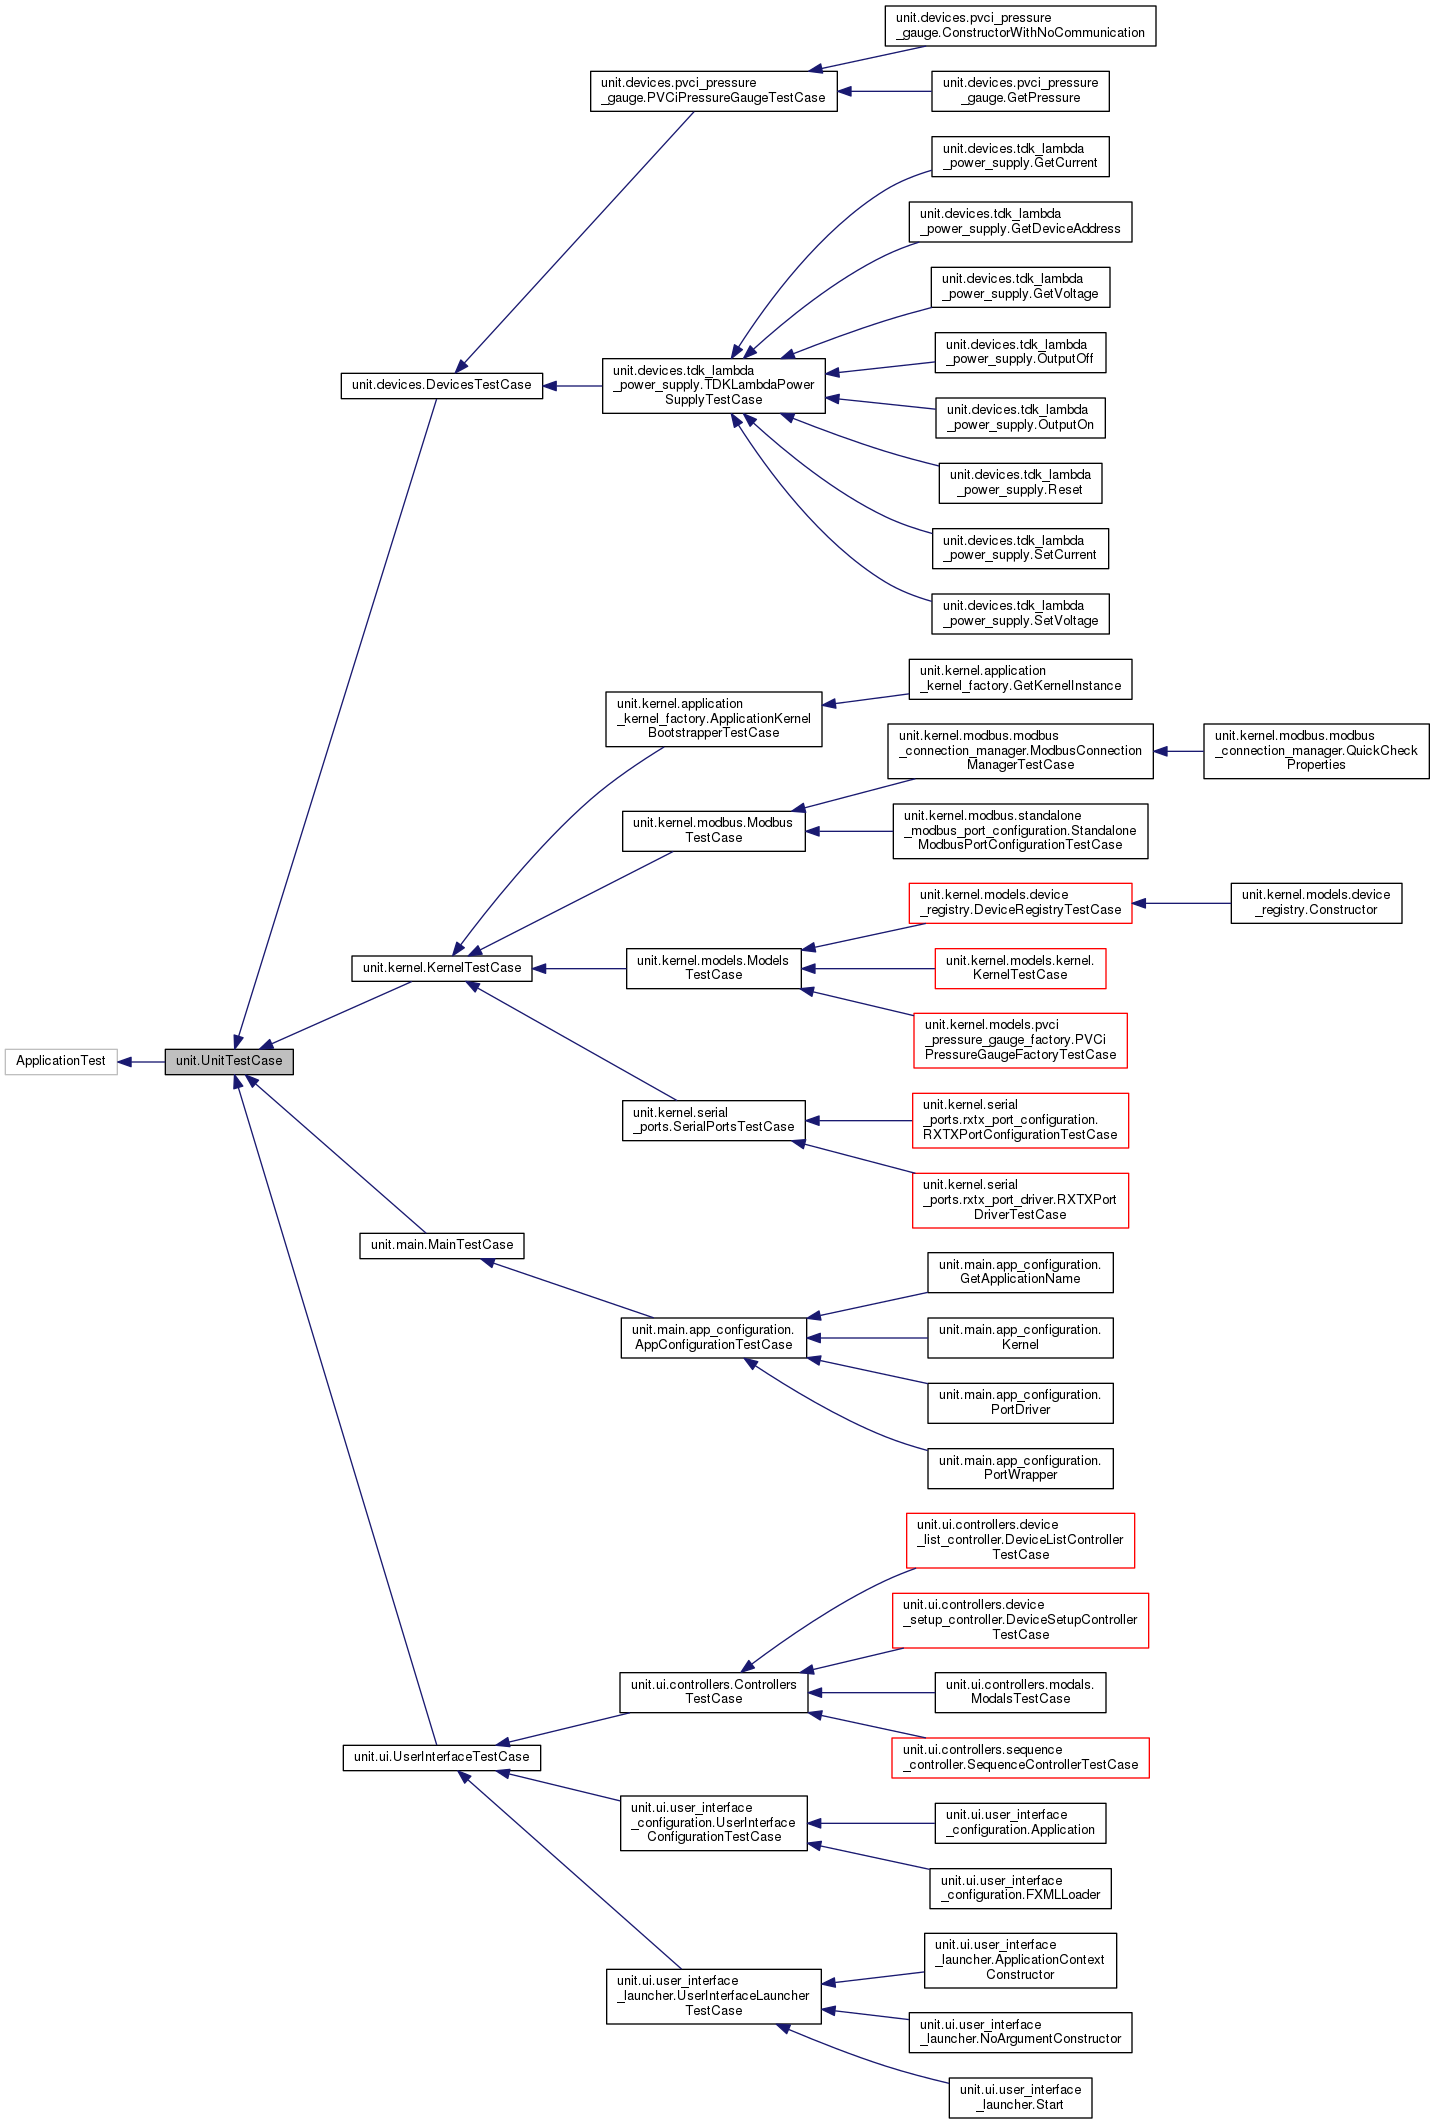 unit.devices.pvci_pressure
_gauge.ConstructorWithNoCommunication
unit.devices.pvci_pressure
_gauge.PVCiPressureGaugeTestCase
unit.devices.pvci_pressure
_gauge.GetPressure
unit.devices.tdk_lambda
_power_supply.GetCurrent
unit.devices.tdk_lambda
_power_supply.GetDeviceAddress
unit.devices.tdk_lambda
_power_supply.GetVoltage
unit.devices.tdk_lambda
_power_supply.OutputOff
unit.devices.DevicesTestCase
unit.devices.tdk_lambda
_power_supply.TDKLambdaPower
SupplyTestCase
unit.devices.tdk_lambda
_power_supply.OutputOn
unit.devices.tdk_lambda
_power_supply.Reset
unit.devices.tdk_lambda
_power_supply.SetCurrent
unit.devices.tdk_lambda
_power_supply.SetVoltage
unit.kernel.application
_kernel_factory.GetKernelInstance
unit.kernel.application
_kernel_factory.ApplicationKernel
BootstrapperTestCase
unit.kernel.modbus.modbus
_connection_manager.ModbusConnection
ManagerTestCase
unit.kernel.modbus.modbus
_connection_manager.QuickCheck
Properties
unit.kernel.modbus.Modbus
TestCase
unit.kernel.modbus.standalone
_modbus_port_configuration.Standalone
ModbusPortConfigurationTestCase
unit.kernel.models.device
_registry.DeviceRegistryTestCase
unit.kernel.models.device
_registry.Constructor
unit.kernel.KernelTestCase
unit.kernel.models.Models
TestCase
unit.kernel.models.kernel.
KernelTestCase
unit.kernel.models.pvci
_pressure_gauge_factory.PVCi
PressureGaugeFactoryTestCase
ApplicationTest
unit.UnitTestCase
unit.kernel.serial
_ports.SerialPortsTestCase
unit.kernel.serial
_ports.rxtx_port_configuration.
RXTXPortConfigurationTestCase
unit.kernel.serial
_ports.rxtx_port_driver.RXTXPort
DriverTestCase
unit.main.MainTestCase
unit.main.app_configuration.
GetApplicationName
unit.main.app_configuration.
AppConfigurationTestCase
unit.main.app_configuration.
Kernel
unit.main.app_configuration.
PortDriver
unit.main.app_configuration.
PortWrapper
unit.ui.controllers.device
_list_controller.DeviceListController
TestCase
unit.ui.controllers.device
_setup_controller.DeviceSetupController
TestCase
unit.ui.controllers.Controllers
TestCase
unit.ui.controllers.modals.
ModalsTestCase
unit.ui.UserInterfaceTestCase
unit.ui.controllers.sequence
_controller.SequenceControllerTestCase
unit.ui.user_interface
_configuration.UserInterface
ConfigurationTestCase
unit.ui.user_interface
_configuration.Application
unit.ui.user_interface
_configuration.FXMLLoader
unit.ui.user_interface
_launcher.ApplicationContext
Constructor
unit.ui.user_interface
_launcher.UserInterfaceLauncher
TestCase
unit.ui.user_interface
_launcher.NoArgumentConstructor
unit.ui.user_interface
_launcher.Start